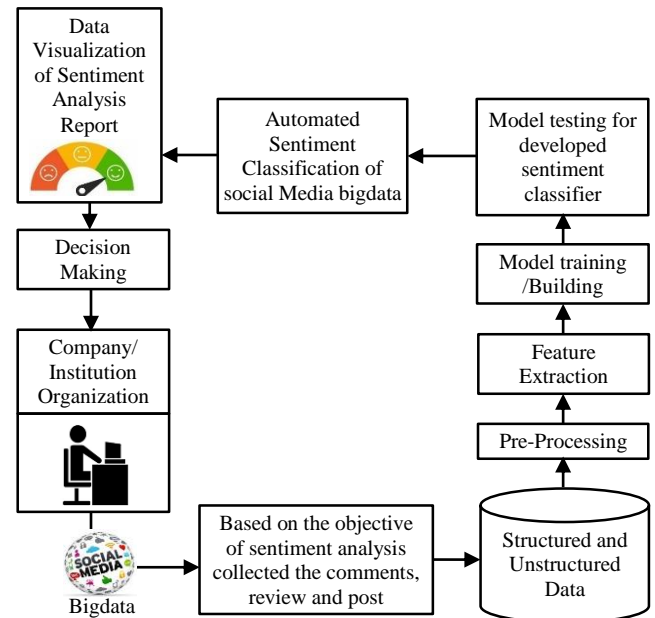 Data
Visualization
of Sentiment
Analysis
Report
Automated
Sentiment
Classification of
social Media bigdata
Model testing for
developed
sentiment
classifier
Decision
Making
Model training
/Building
Company/
Institution
Organization
Feature
Extraction
Pre-Processing
SOCIAL
MEDIA
Bigdata
Based on the objective
of sentiment analysis
collected the comments,
review and post
Structured and
Unstructured
Data